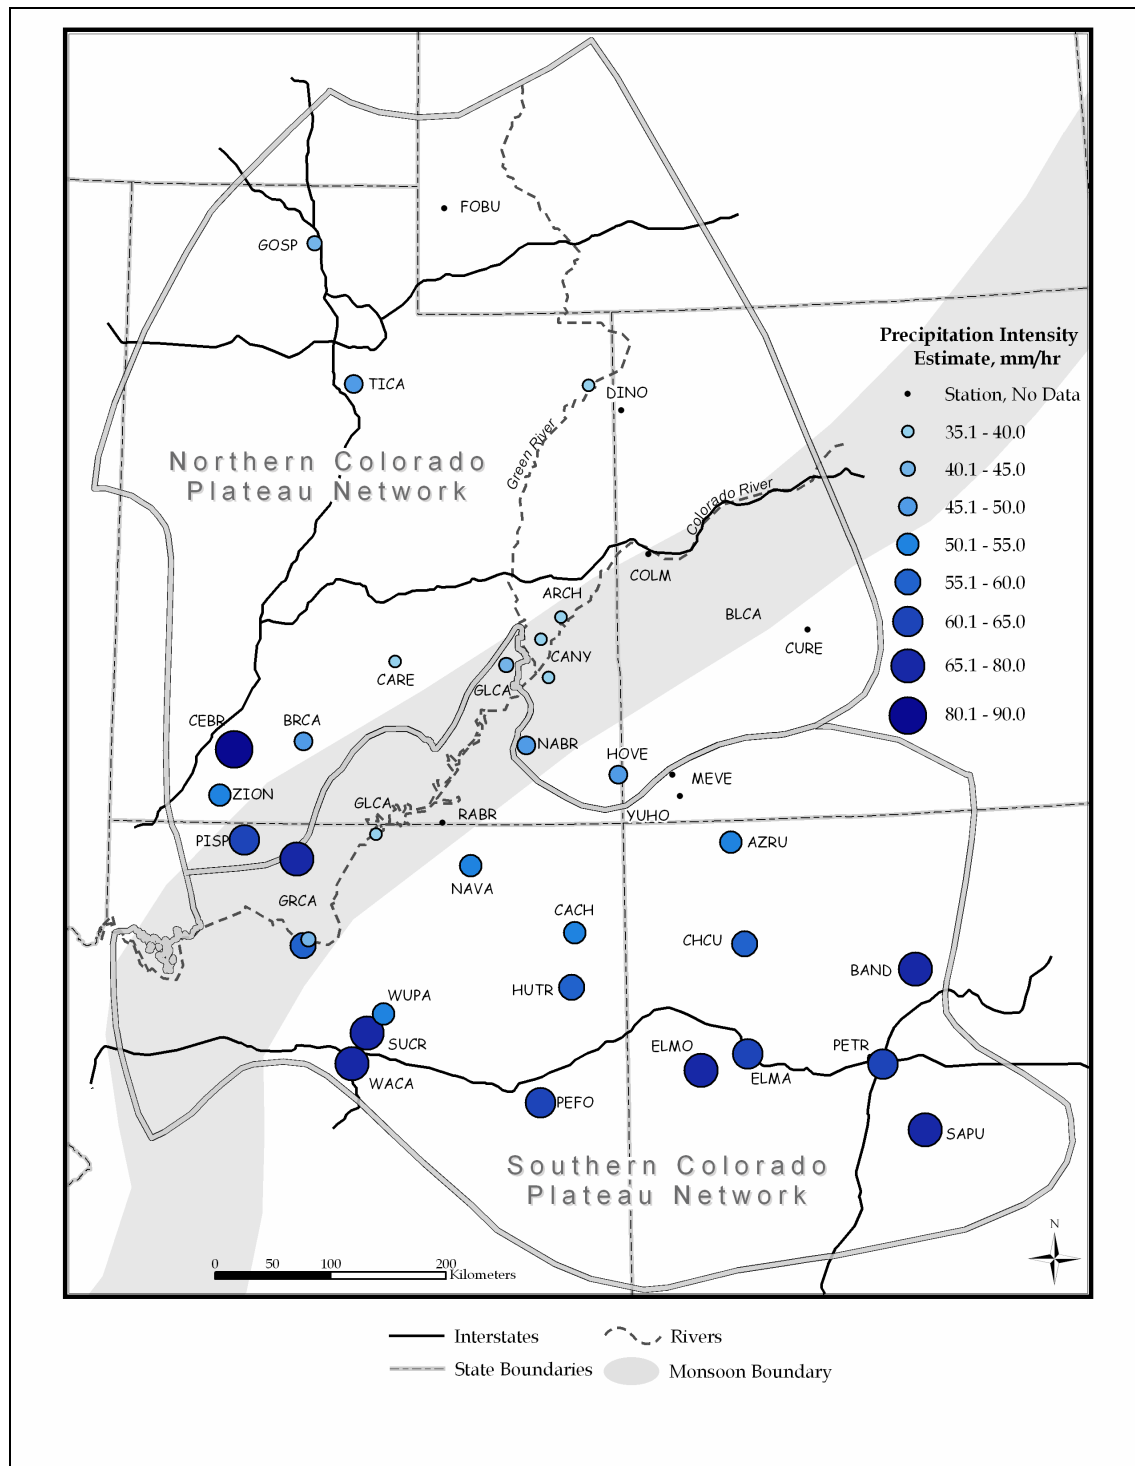 FOBU
GOSP
Precipitation Intensity
Estimate, mm/hr
Station, No Data
35.1 - 40.0
40.1 - 45.0
45.1 - 50.0
50.1 - 55.0
55.1 - 60.0
60.1 - 65.0
65.1 - 80.0
80.1 - 90.0
TICA
DINO
Green River
Northern Colorado
Plateau Network
Colorado River
COLM
ARCH
BLCA
CURE
CANY
CARE
GLCA
CEBR
BRCA
NABR
HOVE
MEVE
ZION
GLCA
RABR
YUHO
PISP
AZRU
NAVA
GRCA
CACH
CHCU
BAND
HUTR
WUPA
SUCR
ELMO
PETR
ELMA
WACA
PEFO
SAPU
Southern Colorado
Plateau Network
N
0 50 100 200
Kilometers
Interstates
Rivers
State Boundaries
Monsoon Boundary